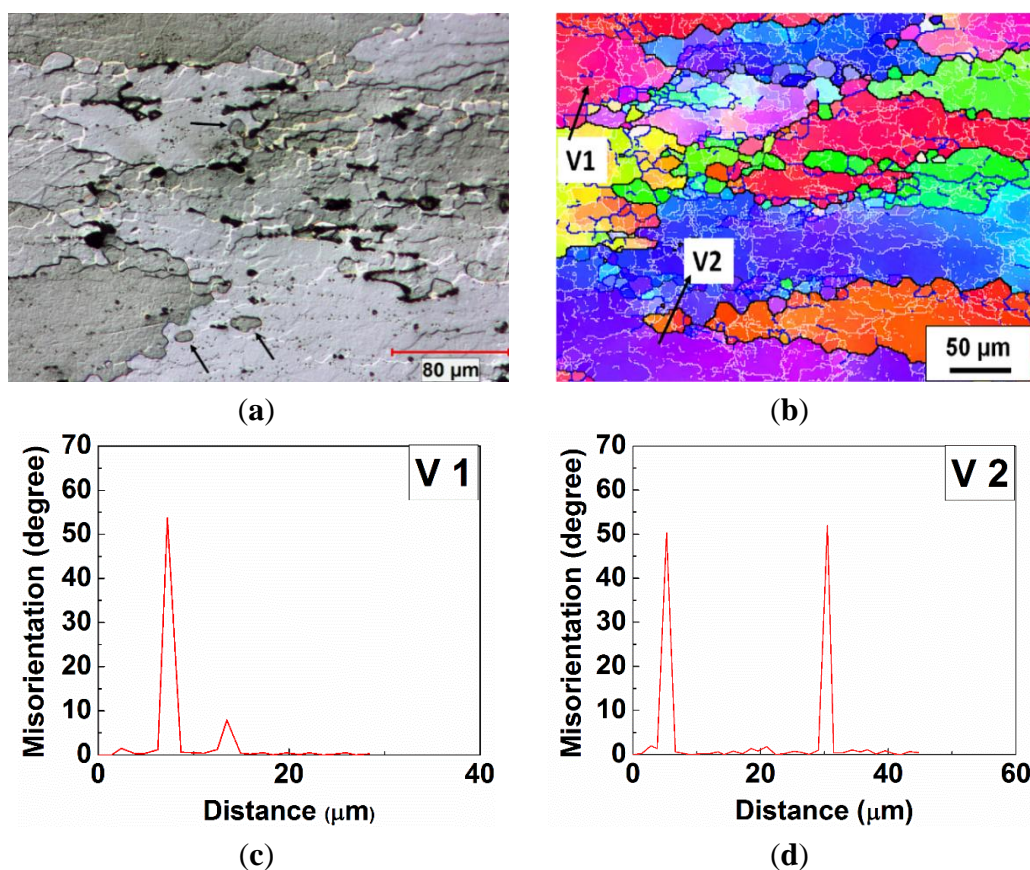 80 μm
V1
V2
50 μm
(a)
(b)
70
60
50
40
30
20
10
0
Misorientation (degree)
V 1
0
20
40
Distance (μm)
(c)
70
60
50
40
30
20
10
0
Misorientation (degree)
V 2
0
20
40
60
Distance (μm)
(d)